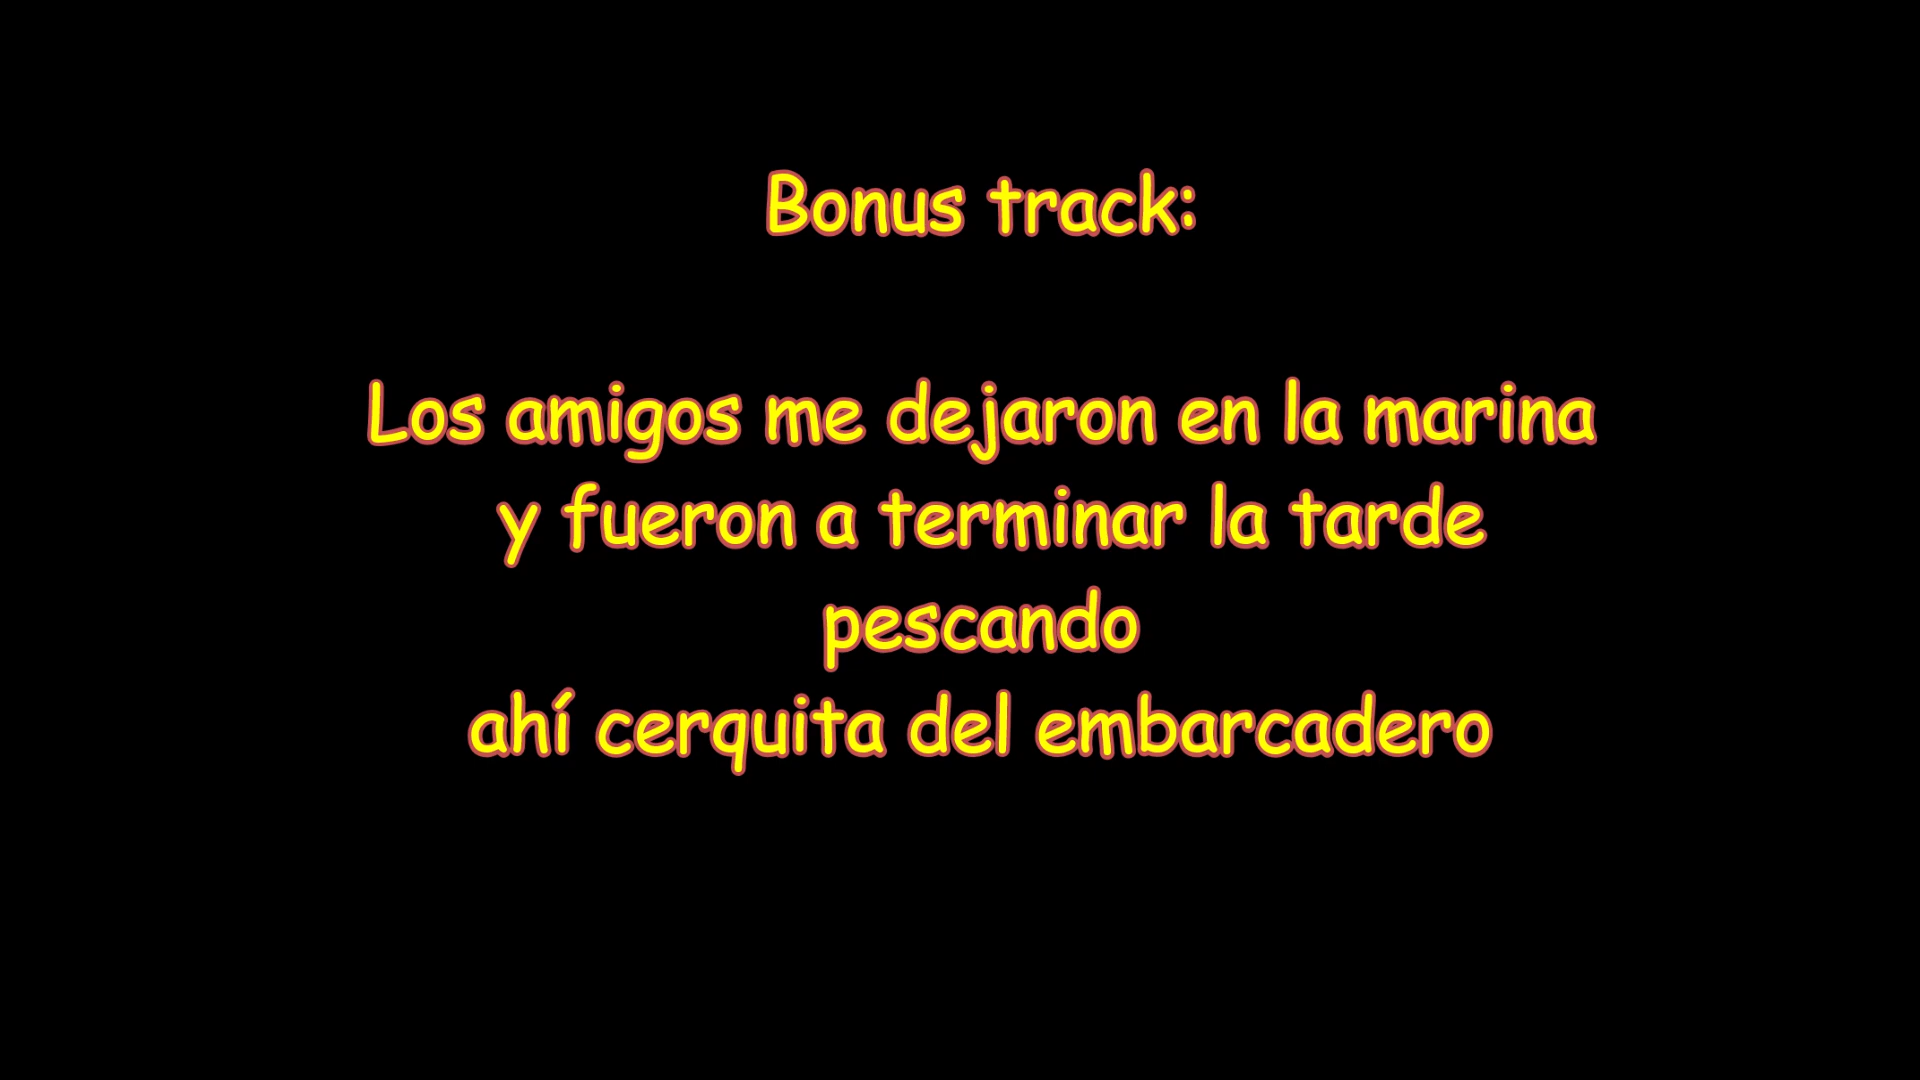 Bonus track:
Los amigos me dejaron en la marina
y fueron a terminar la tarde
pescando
ahí cerquita del embarcadero